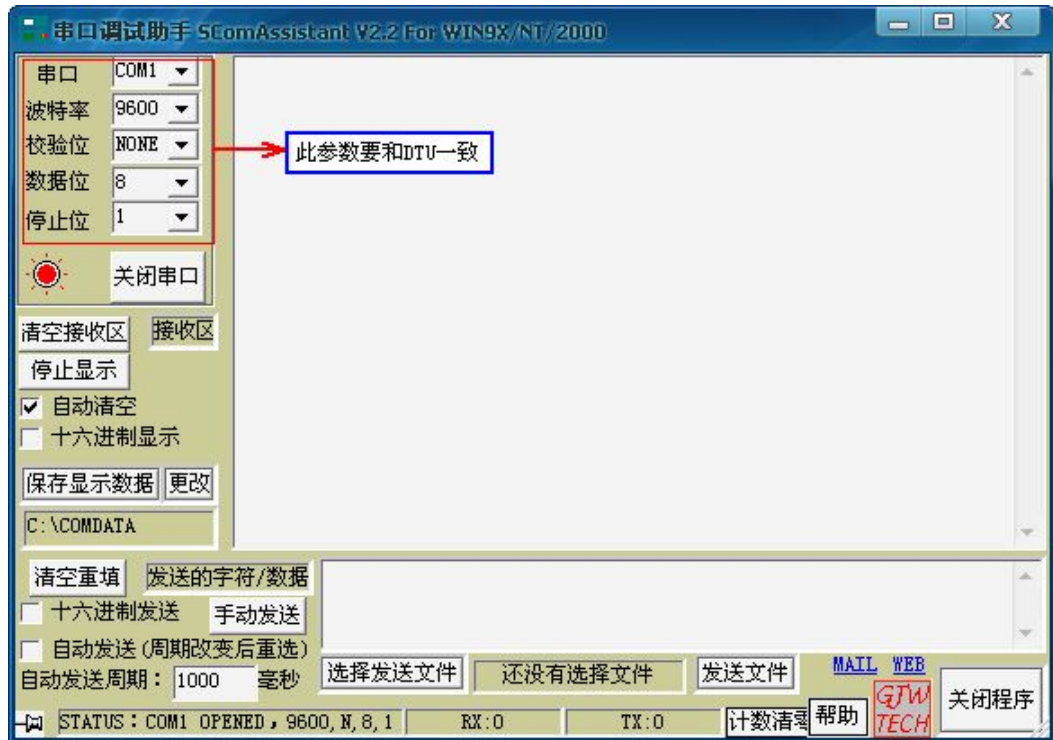 串口调试助手 SComAssistant V2.2 For WIN9X/NT/2000
串口 COM1
波特率 9600
校验位 NONE
数据位 8
停止位 1
此参数要和DTU一致
关闭串口
清空接收区 接收区
停止显示
自动清空
十六进制显示
保存显示数据 更改
C:\COMDATA
清空重填 发送的字符/数据
十六进制发送 手动发送
自动发送(周期改变后重选)
自动发送周期: 1000 毫秒 选择发送文件 还没有选择文件 发送文件 MAIL WEB
STATUS:COM1 OPENED, 9600,N,8,1 RX:0 TX:0 计数清零 帮助 GJW TECH 关闭程序